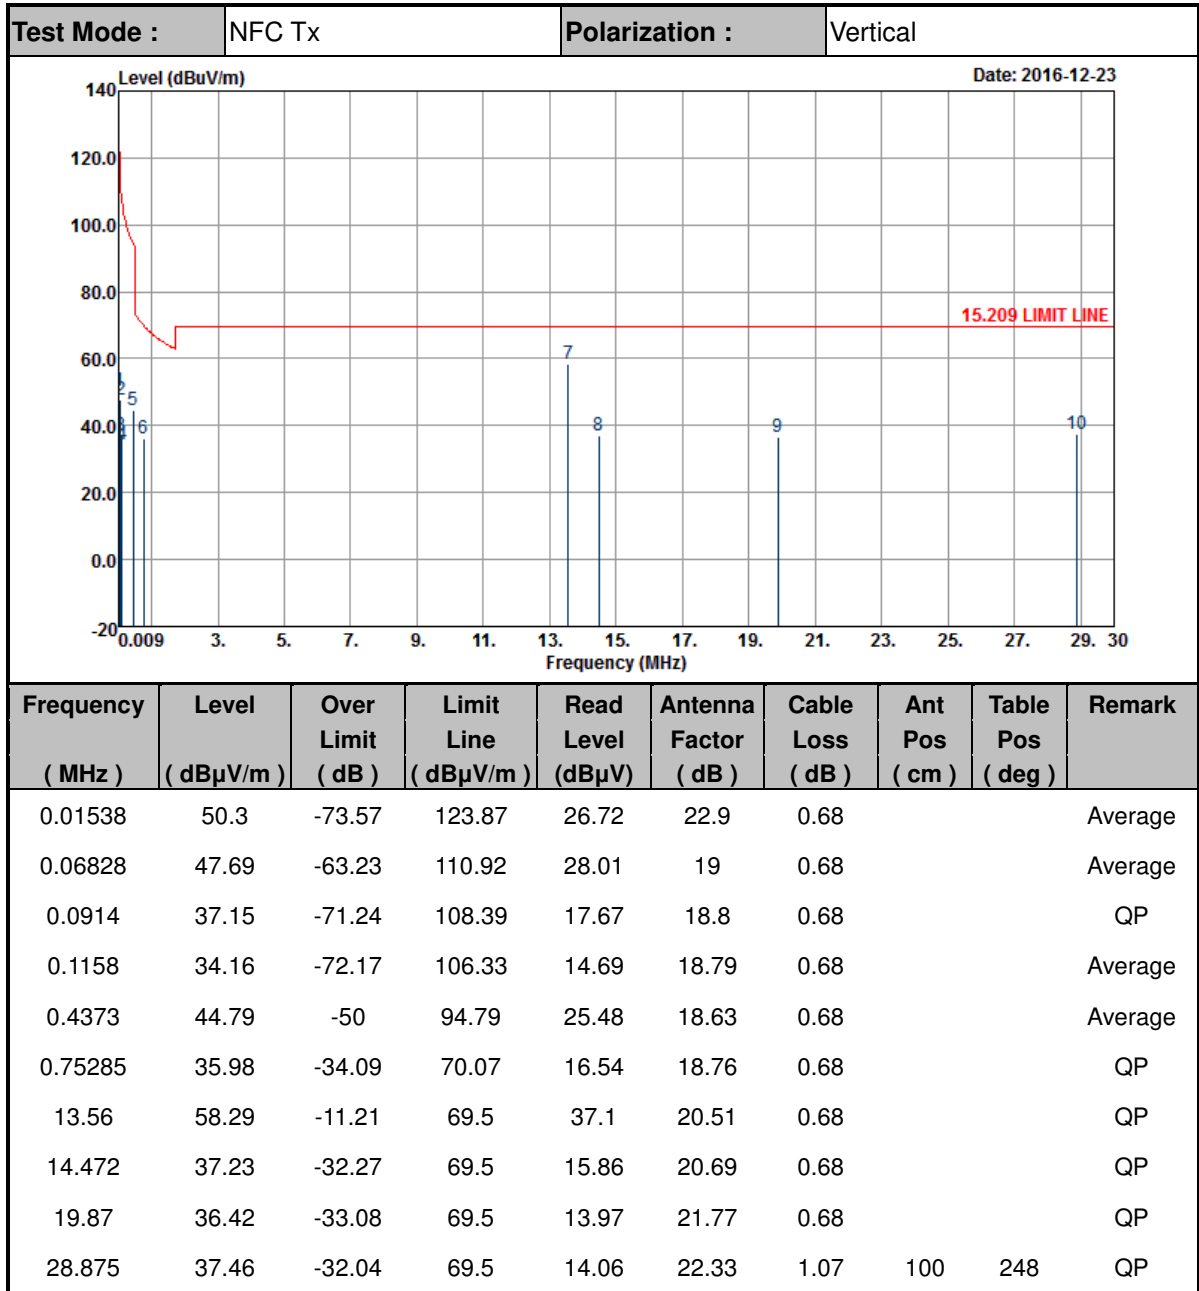 Test Mode : NFC Tx Polarization : Vertical
Level (dBuV/m) Date: 2016-12-23
140
120.0
100.0
80.0
15.209 LIMIT LINE
60.0
7
2
5
40.0 6 8 9 10
20.0
0.0
-20
0.009 3. 5. 7. 9. 11. 13. 15. 17. 19. 21. 23. 25. 27. 29. 30
Frequency (MHz)
Frequency Level Over Limit Read Antenna Cable Ant Table Remark
Limit Line Level Factor Loss Pos Pos
( MHz ) ( dBµV/m ) ( dB ) ( dBµV/m ) (dBµV) ( dB ) ( dB ) ( cm ) ( deg )
0.01538 50.3 -73.57 123.87 26.72 22.9 0.68 Average
0.06828 47.69 -63.23 110.92 28.01 19 0.68 Average
0.0914 37.15 -71.24 108.39 17.67 18.8 0.68 QP
0.1158 34.16 -72.17 106.33 14.69 18.79 0.68 Average
0.4373 44.79 -50 94.79 25.48 18.63 0.68 Average
0.75285 35.98 -34.09 70.07 16.54 18.76 0.68 QP
13.56 58.29 -11.21 69.5 37.1 20.51 0.68 QP
14.472 37.23 -32.27 69.5 15.86 20.69 0.68 QP
19.87 36.42 -33.08 69.5 13.97 21.77 0.68 QP
28.875 37.46 -32.04 69.5 14.06 22.33 1.07 100 248 QP